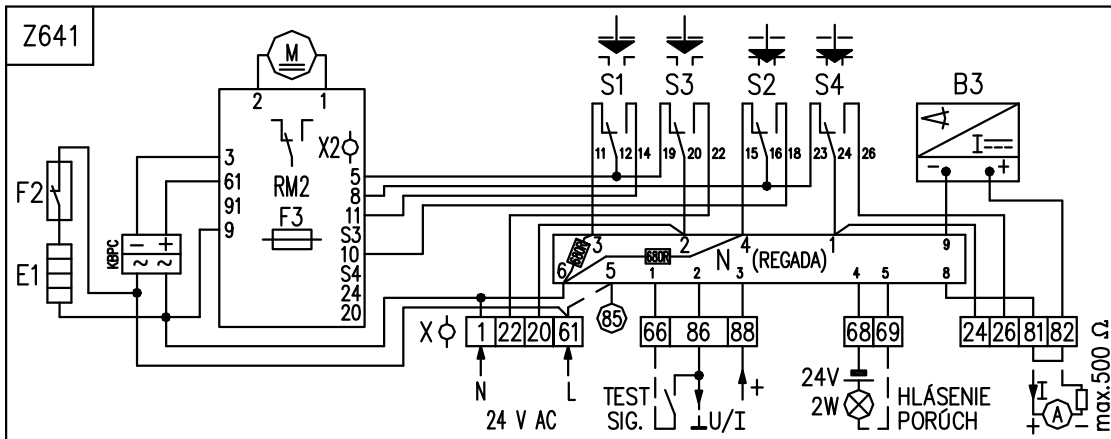 Z641
M
2 1
S1 S3 S2 S4 B3
X2
3
61
91
9
RM2
F3
5
8
11
S3
10
S4
24
20
F2
E1
KBPC
- +
~ ~
11 12 14 19 20 22 15 16 18 23 24 26
I
- +
680R 3 2 680R 4 N (REGADA) 1 9
6 5 1 2 3 4 5 8
85
X 1 22 20 61 66 86 88 68 69 24 26 81 82
N L
24 V AC
TEST
SIG.
U/I
+
24V
2W
HLÁSENIE
PORÚCH
I
A
+ -
max.500 Ω